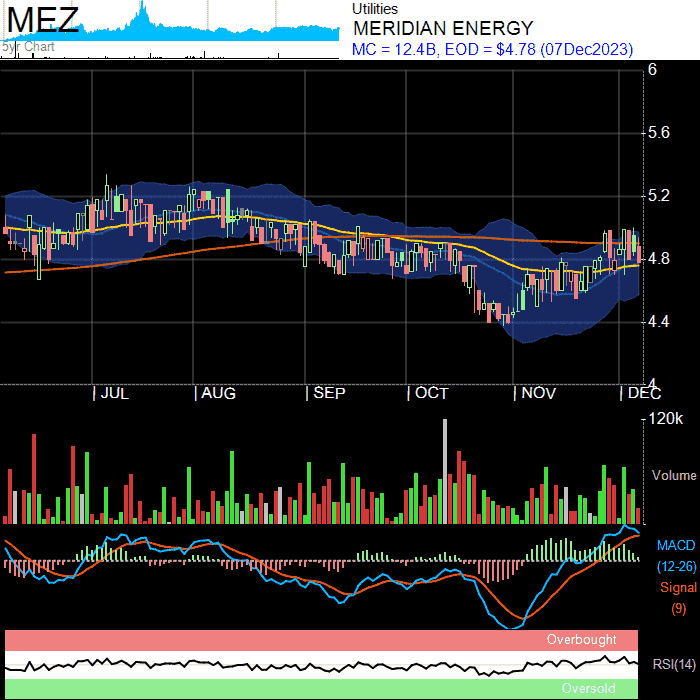 MEZ
5yr Chart
Utilities
MERIDIAN ENERGY
MC = 12.4B, EOD = $4.78 (07Dec2023)
6
5.6
5.2
4.8
4.4
4
JUL AUG SEP OCT NOV DEC
120k
Volume
MACD
(12-26)
Signal
(9)
Overbought
RSI(14)
Oversold